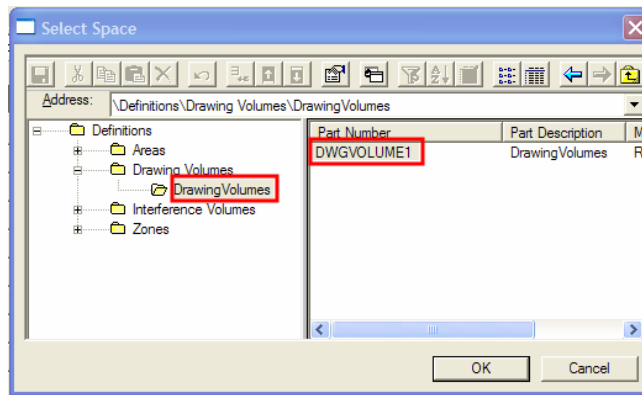 Select Space
Address: \Definitions\Drawing Volumes\DrawingVolumes
Definitions
Areas
Drawing Volumes
DrawingVolumes
Interference Volumes
Zones
Part Number Part Description M
DWGVOLUME1 DrawingVolumes R
OK Cancel